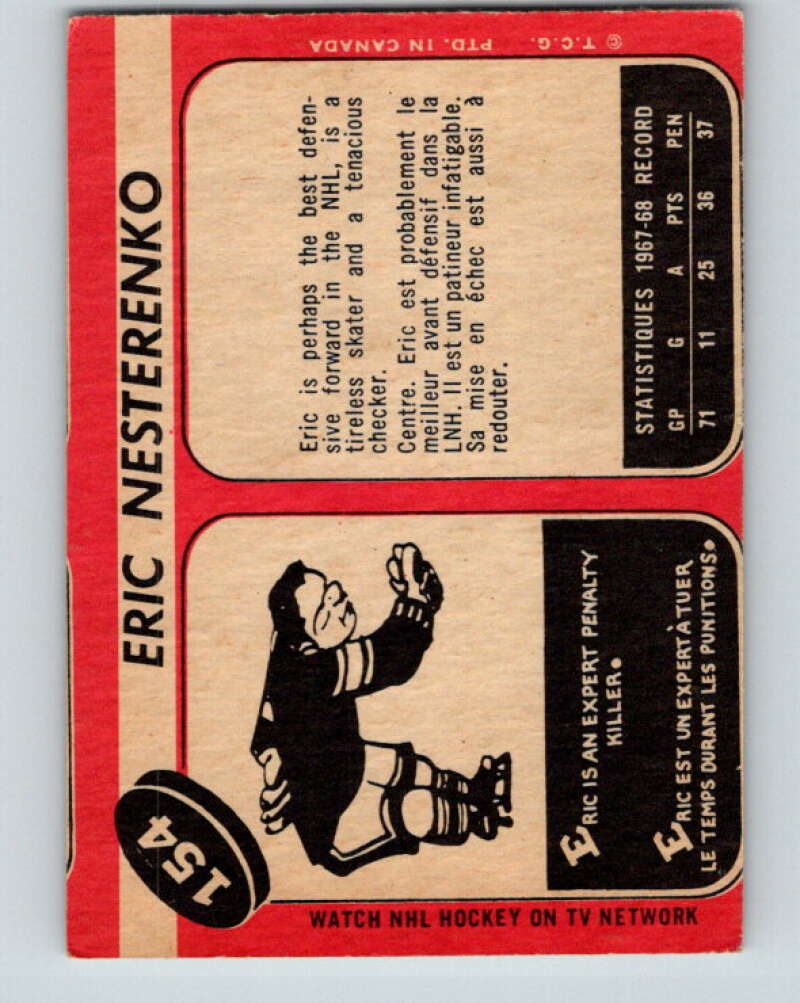 154
ERIC NESTERENKO
ERIC IS AN EXPERT PENALTY
KILLER.
ERIC EST UN EXPERT À TUER
LE TEMPS DURANT LES PUNITIONS.
WATCH NHL HOCKEY ON TV NETWORK
Eric is perhaps the best defen-
sive forward in the NHL, is a
tireless skater and a tenacious
checker.
Centre. Eric est probablement le
meilleur avant défensif dans la
LNH. Il est un patineur infatigable.
Sa mise en échec est aussi à
redouter.
STATISTIQUES 1967-68 RECORD
GP G A PTS PEN
71 11 25 36 37
© T.C.G. PTD. IN CANADA